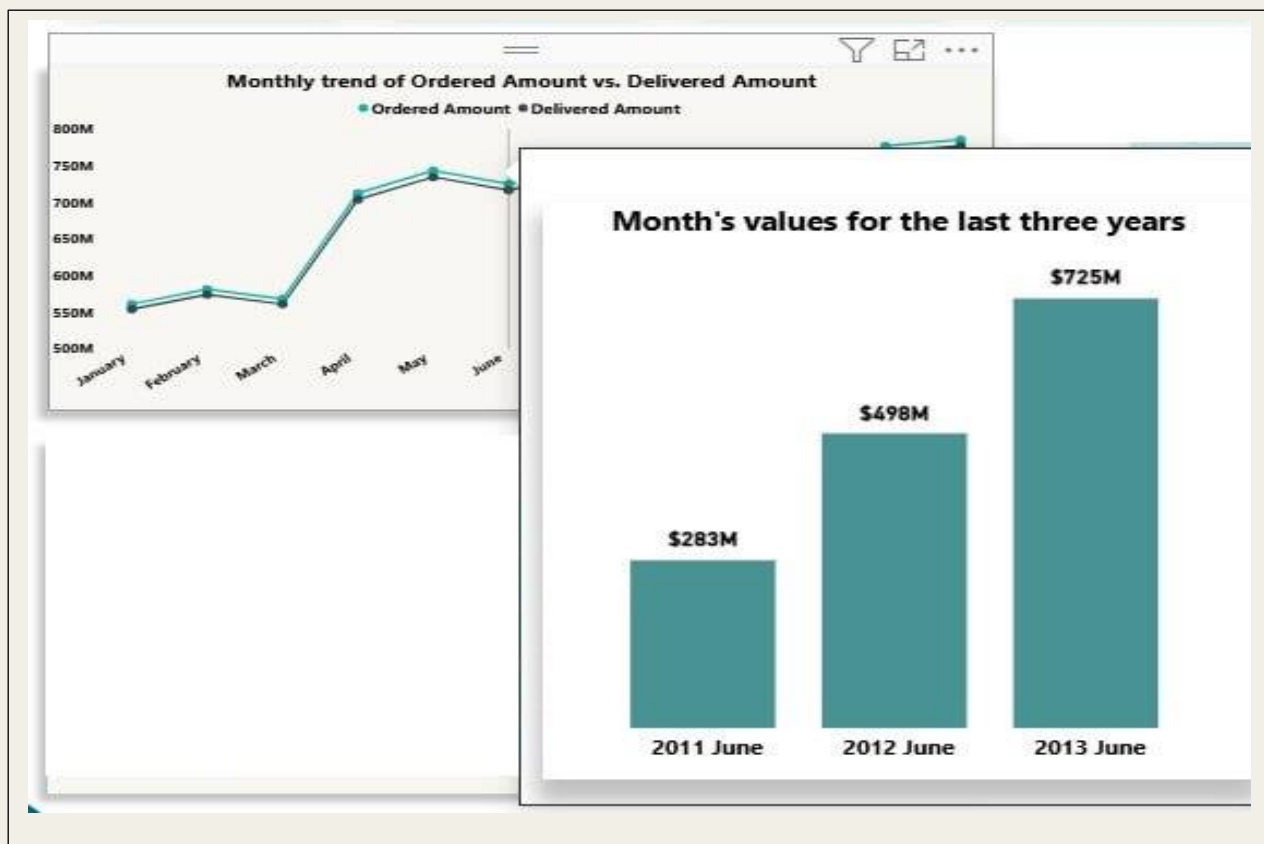 Monthly trend of Ordered Amount vs. Delivered Amount
Ordered Amount Delivered Amount
800M
750M
700M
650M
600M
550M
500M
January February March April May June
Month's values for the last three years
$725M
$498M
$283M
2011 June 2012 June 2013 June